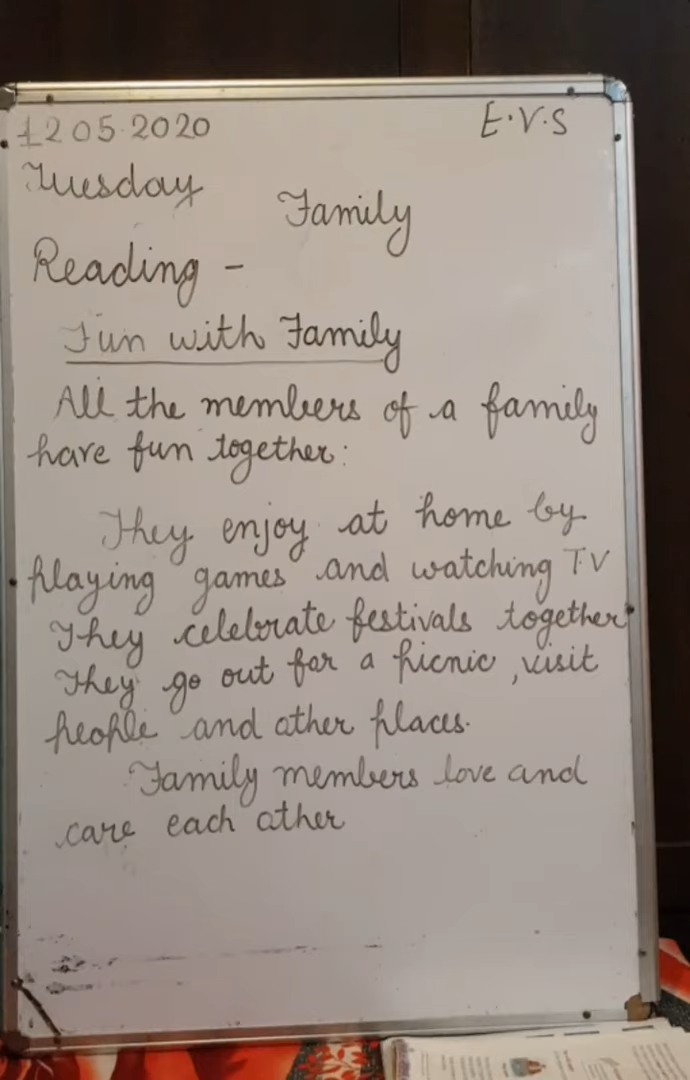 12 05.2020 E.V.S
Tuesday
Family
Reading -
Fun with Family
All the members of a family
have fun together:
They enjoy at home by
playing games and watching T.V
They celebrate festivals together
They go out for a picnic, visit
people and other places.
Family members love and
care each other